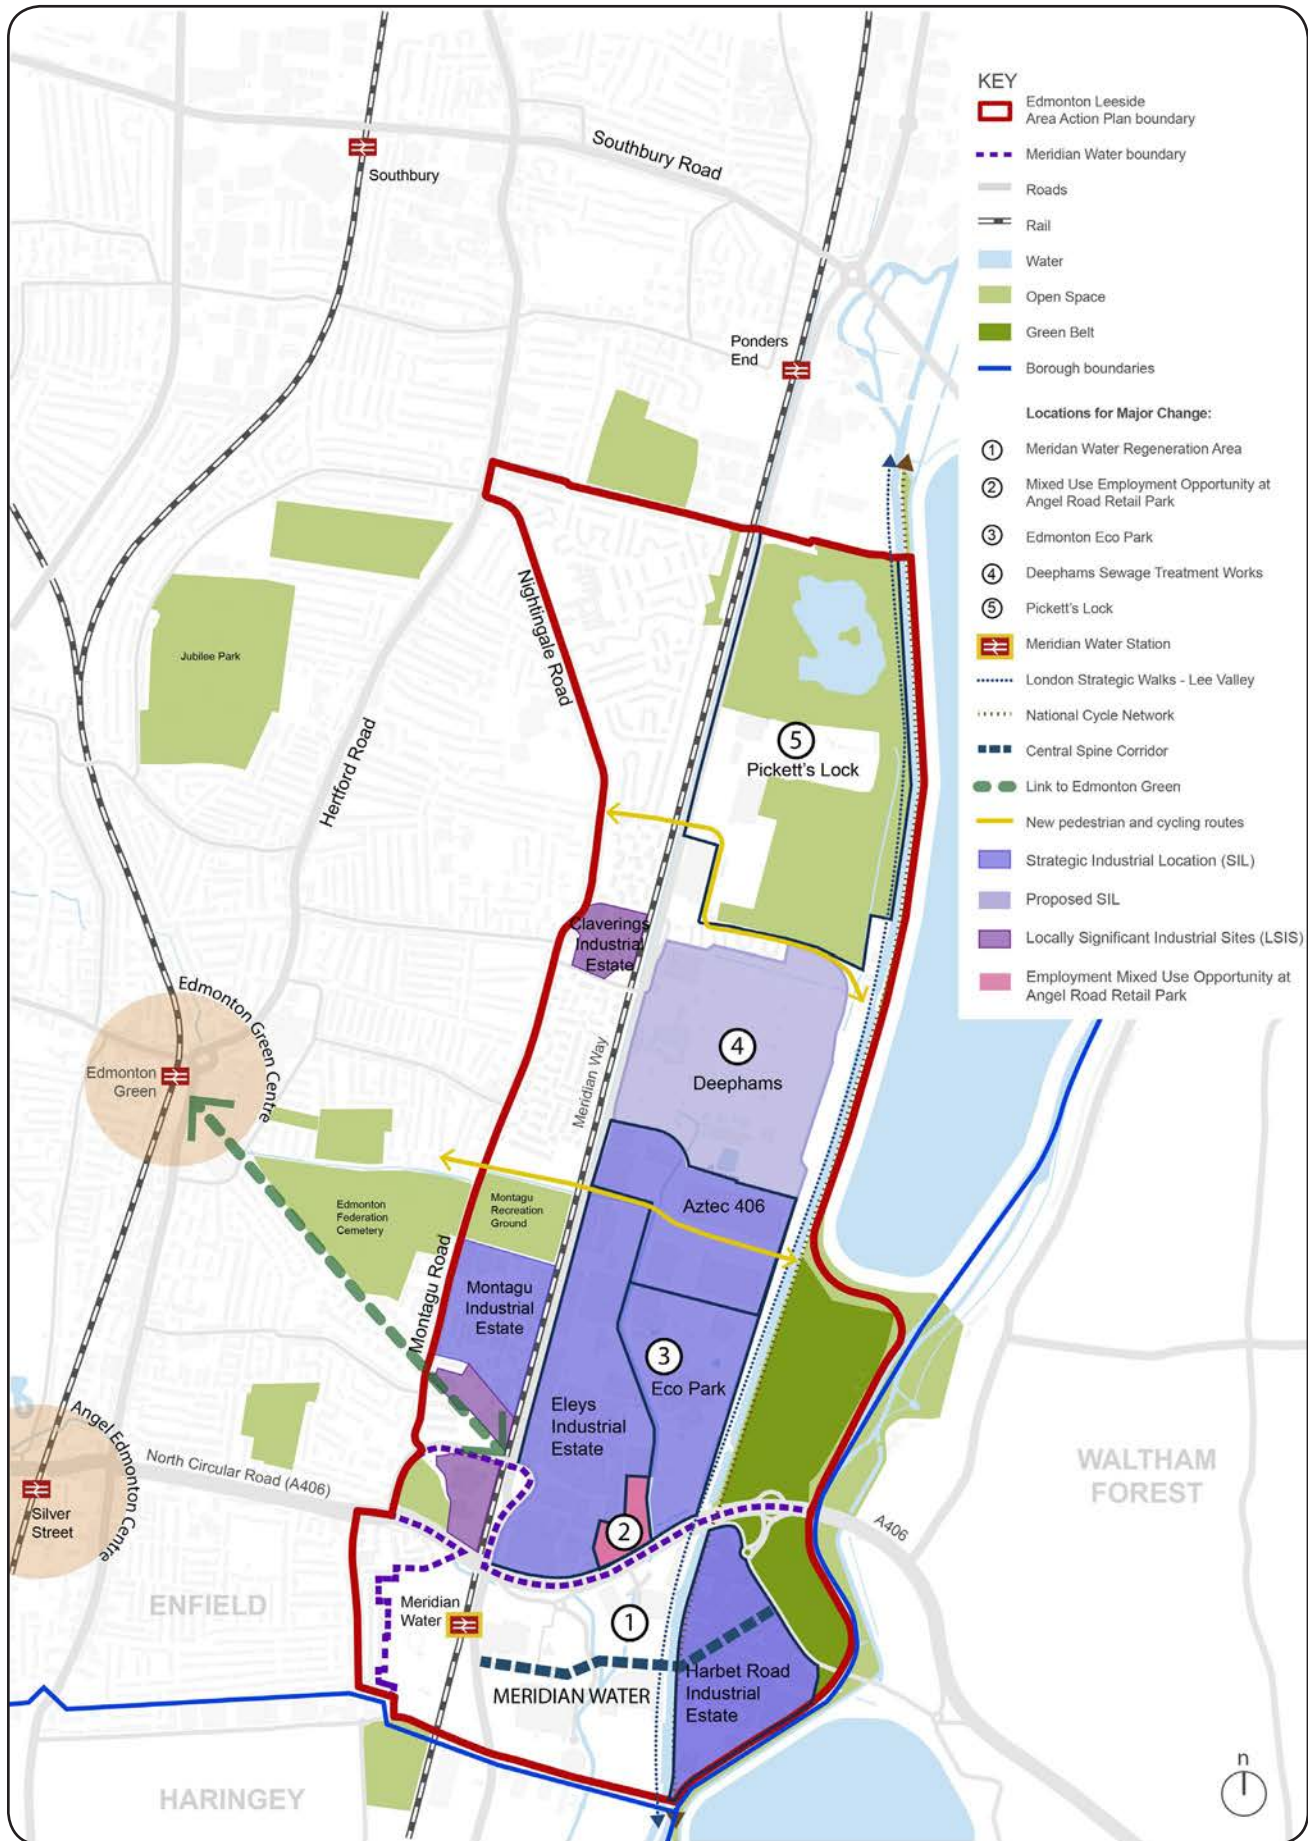 KEY
Edmonton Leeside
Area Action Plan boundary
Meridian Water boundary
Roads
Rail
Water
Open Space
Green Belt
Borough boundaries
Locations for Major Change:
1 Meridan Water Regeneration Area
2 Mixed Use Employment Opportunity at
Angel Road Retail Park
3 Edmonton Eco Park
4 Deephams Sewage Treatment Works
5 Pickett's Lock
Meridian Water Station
London Strategic Walks - Lee Valley
National Cycle Network
Central Spine Corridor
Link to Edmonton Green
New pedestrian and cycling routes
Strategic Industrial Location (SIL)
Proposed SIL
Locally Significant Industrial Sites (LSIS)
Employment Mixed Use Opportunity at
Angel Road Retail Park
Southbury Road
Southbury
Ponders
End
Nightingale Road
Jubilee Park
Hertford Road
5
Pickett's Lock
Claverings
Industrial
Estate
Edmonton Green Centre
Edmonton
Green
Meridian Way
4
Deephams
Edmonton
Federation
Cemetery
Montagu
Recreation
Ground
Aztec 406
Montagu Road
Montagu
Industrial
Estate
3
Eco Park
Eleys
Industrial
Estate
Angel Edmonton Centre
North Circular Road (A406)
Silver
Street
2
A406
WALTHAM
FOREST
ENFIELD
Meridian
Water
1
MERIDIAN WATER
Harbet Road
Industrial
Estate
HARINGEY
n